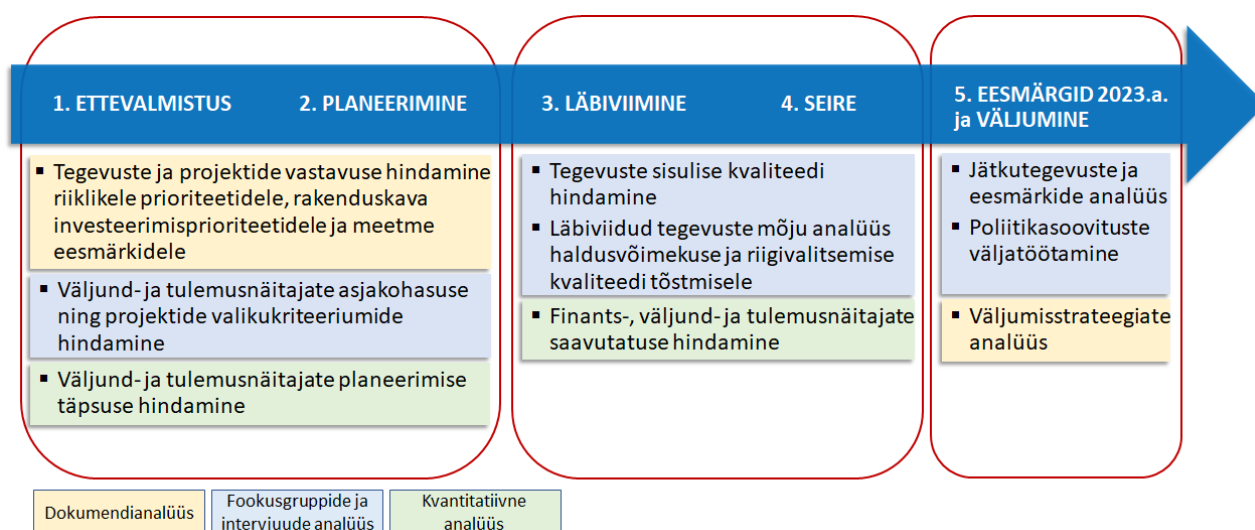 1. ETTEVALMISTUS
2. PLANEERIMINE
▪ Tegevuste ja projektide vastavuse hindamine
riiklikele prioriteetidele, rakenduskava
investeerimisprioriteetidele ja meetme
eesmärkidele
▪ Väljund- ja tulemusnäitajate asjakohasuse
ning projektide valikukriteeriumide
hindamine
▪ Väljund- ja tulemusnäitajate planeerimise
täpsuse hindamine
3. LÄBIVIIMINE
4. SEIRE
▪ Tegevuste sisulise kvaliteedi
hindamine
▪ Läbiviidud tegevuste mõju analüüs
haldusvõimekuse ja riigivalitsemise
kvaliteedi tõstmisele
▪ Finants-, väljund- ja tulemusnäitajate
saavutatuse hindamine
5. EESMÄRGID 2023.a.
ja VÄLJUMINE
▪ Jätkutegevuste ja
eesmärkide analüüs
▪ Poliitikasoovituste
väljatöötamine
▪ Väljumisstrateegiate
analüüs
Dokumendianalüüs
Fookusgruppide ja
intervjuude analüüs
Kvantitatiivne
analüüs